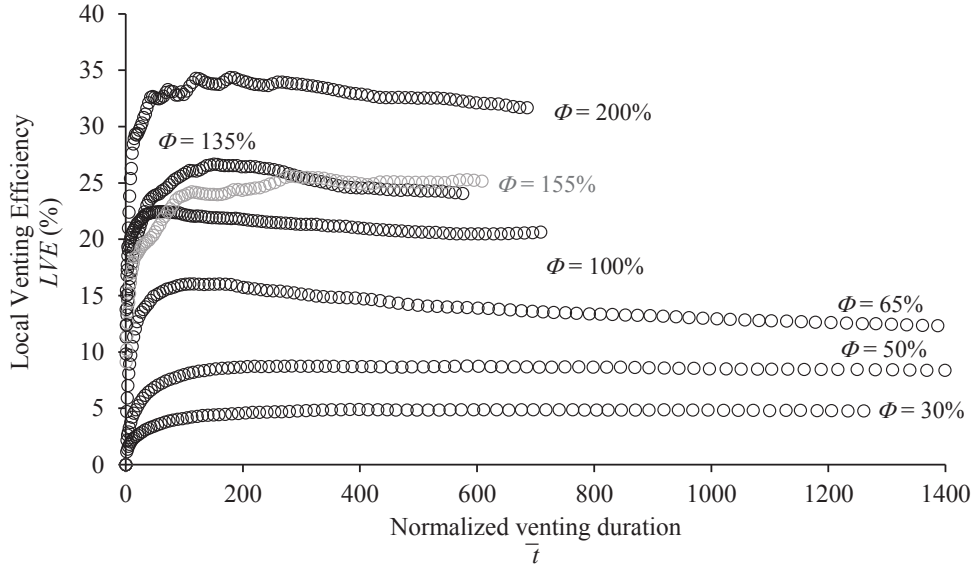 40
35
30
25
20
15
10
5
0
Local Venting Efficiency
LVE (%)
Φ = 200%
Φ = 135%
Φ = 155%
Φ = 100%
Φ = 65%
Φ = 50%
Φ = 30%
0 200 400 600 800 1000 1200 1400
Normalized venting duration
t̅